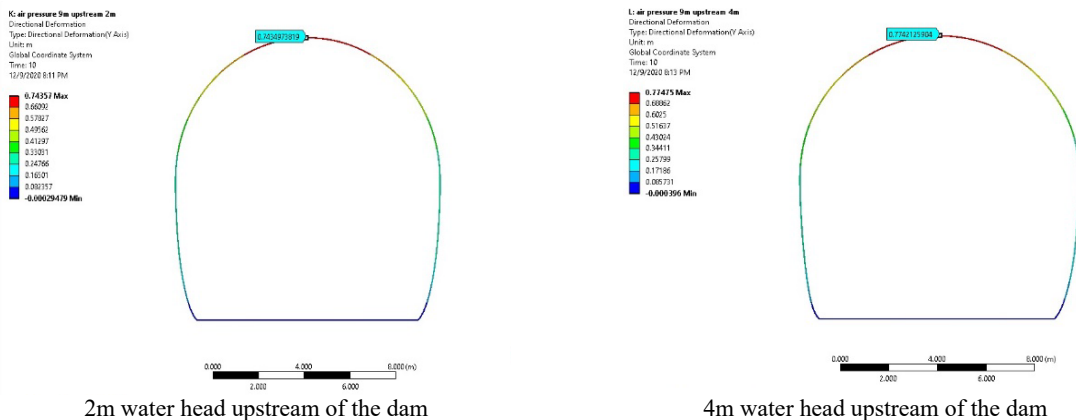 K: air pressure 9m upstream 2m
Directional Deformation
Type: Directional Deformation(Y Axis)
Unit: m
Global Coordinate System
Time: 10
12/9/2020 8:11 PM
0.74357 Max
0.66092
0.57827
0.49562
0.41297
0.33031
0.24766
0.16501
0.082357
-0.00029479 Min
0.7434973819
0.000
4.000
8.000 (m)
2.000
6.000
2m water head upstream of the dam
L: air pressure 9m upstream 4m
Directional Deformation
Type: Directional Deformation(Y Axis)
Unit: m
Global Coordinate System
Time: 10
12/9/2020 8:13 PM
0.77475 Max
0.68862
0.6025
0.51637
0.43024
0.34411
0.25799
0.17186
0.085731
-0.000396 Min
0.7742125904
0.000
4.000
8.000 (m)
2.000
6.000
4m water head upstream of the dam